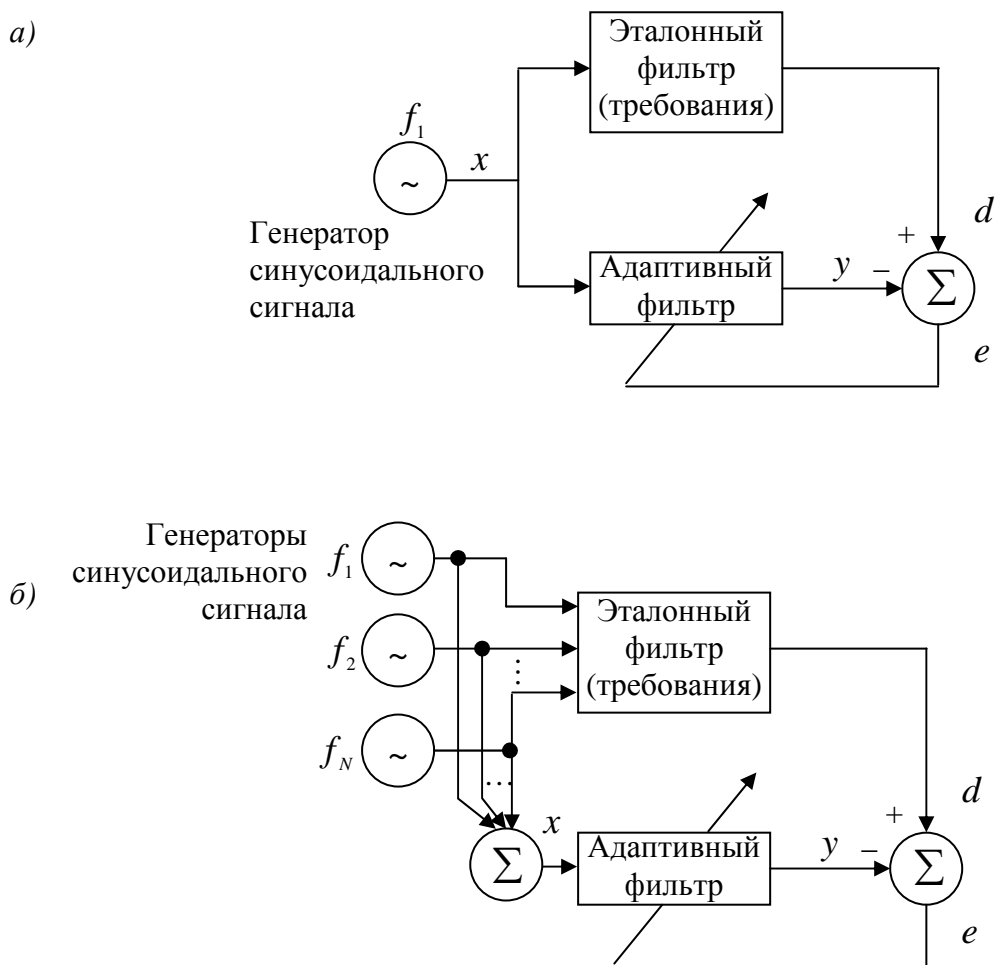 а)
Эталонный
фильтр
(требования)
f₁
x
~
Генератор
синусоидального
сигнала
d
+
Адаптивный
фильтр
y
−
Σ
e
б)
Генераторы
синусоидального
сигнала
f₁
~
Эталонный
фильтр
(требования)
f₂
~
⋮
f_N
~
...
d
x
+
Σ
Адаптивный
фильтр
y
−
Σ
e